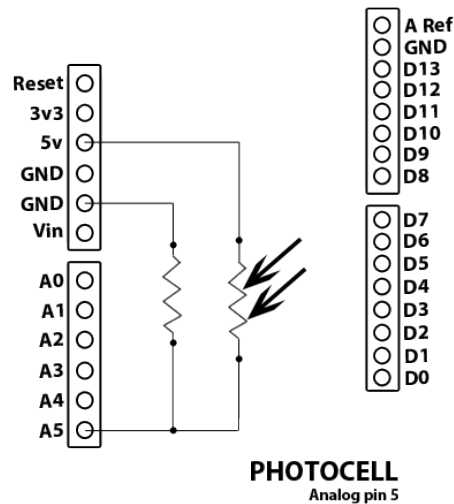 Reset
3v3
5v
GND
GND
Vin
A0
A1
A2
A3
A4
A5
A Ref
GND
D13
D12
D11
D10
D9
D8
D7
D6
D5
D4
D3
D2
D1
D0
PHOTOCELL
Analog pin 5